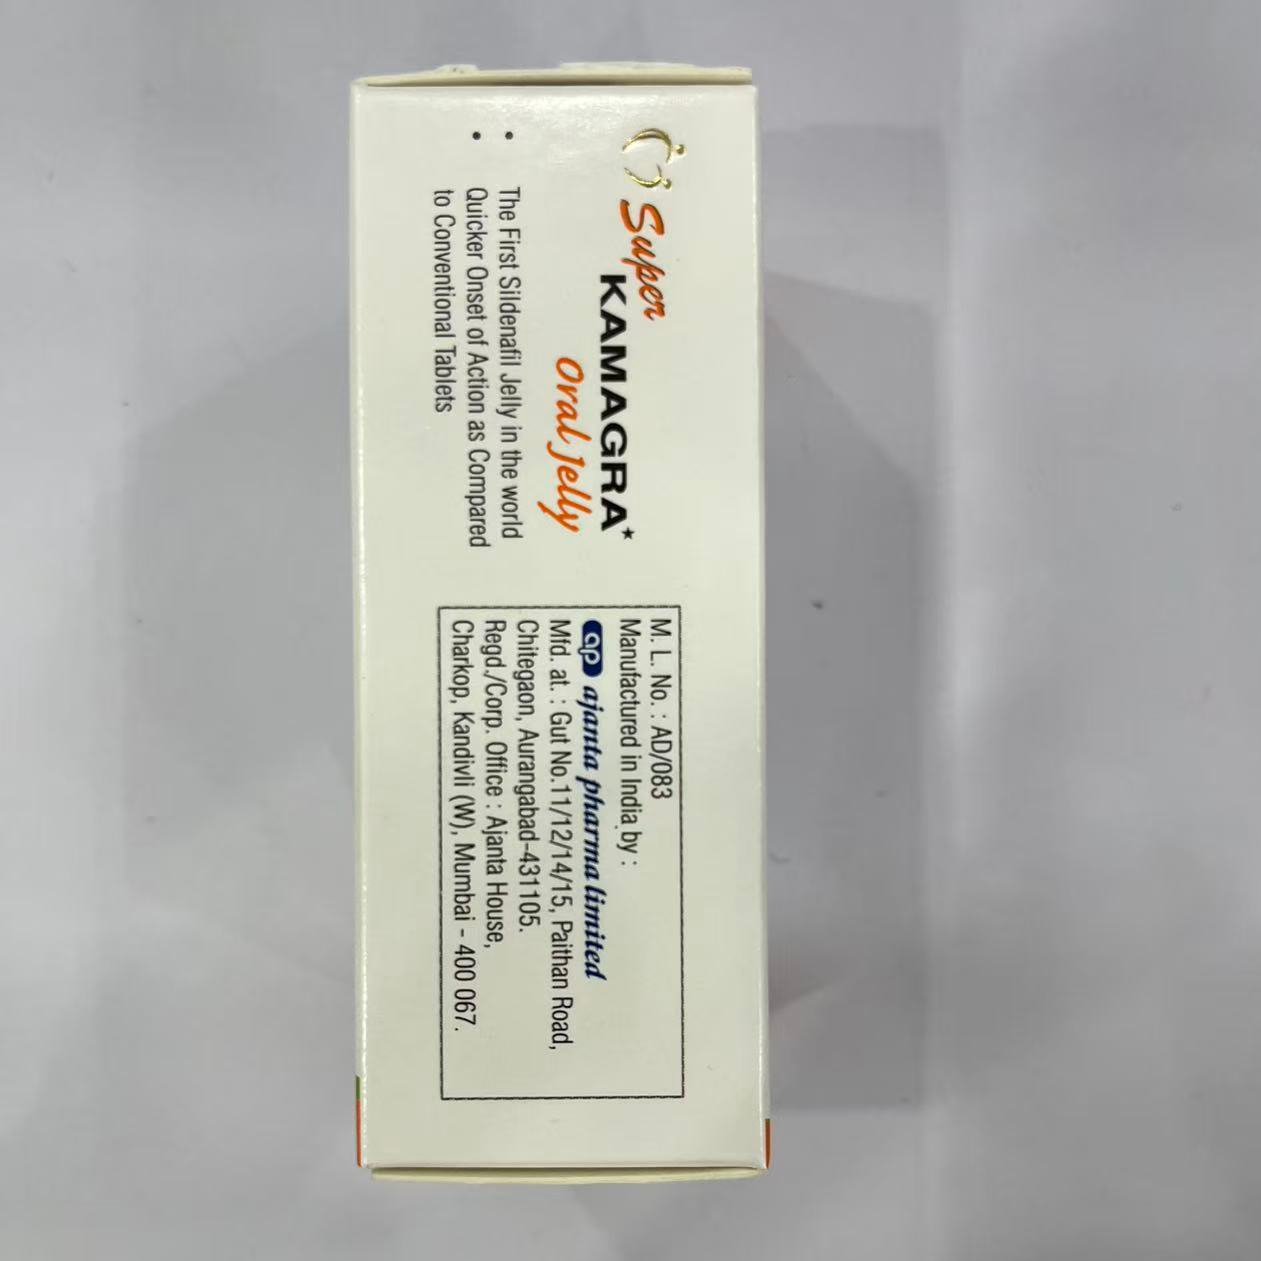 Super
KAMAGRA*
Oral Jelly
• The First Sildenafil Jelly in the world
• Quicker Onset of Action as Compared
to Conventional Tablets
M. L. No. : AD/083
Manufactured in India by :
ap ajanta pharma limited
Mfd. at. : Gut No.11/12/14/15, Paithan Road,
Chitegaon, Aurangabad-431105.
Regd./Corp. Office : Ajanta House,
Charkop, Kandivli (W), Mumbai - 400 067.